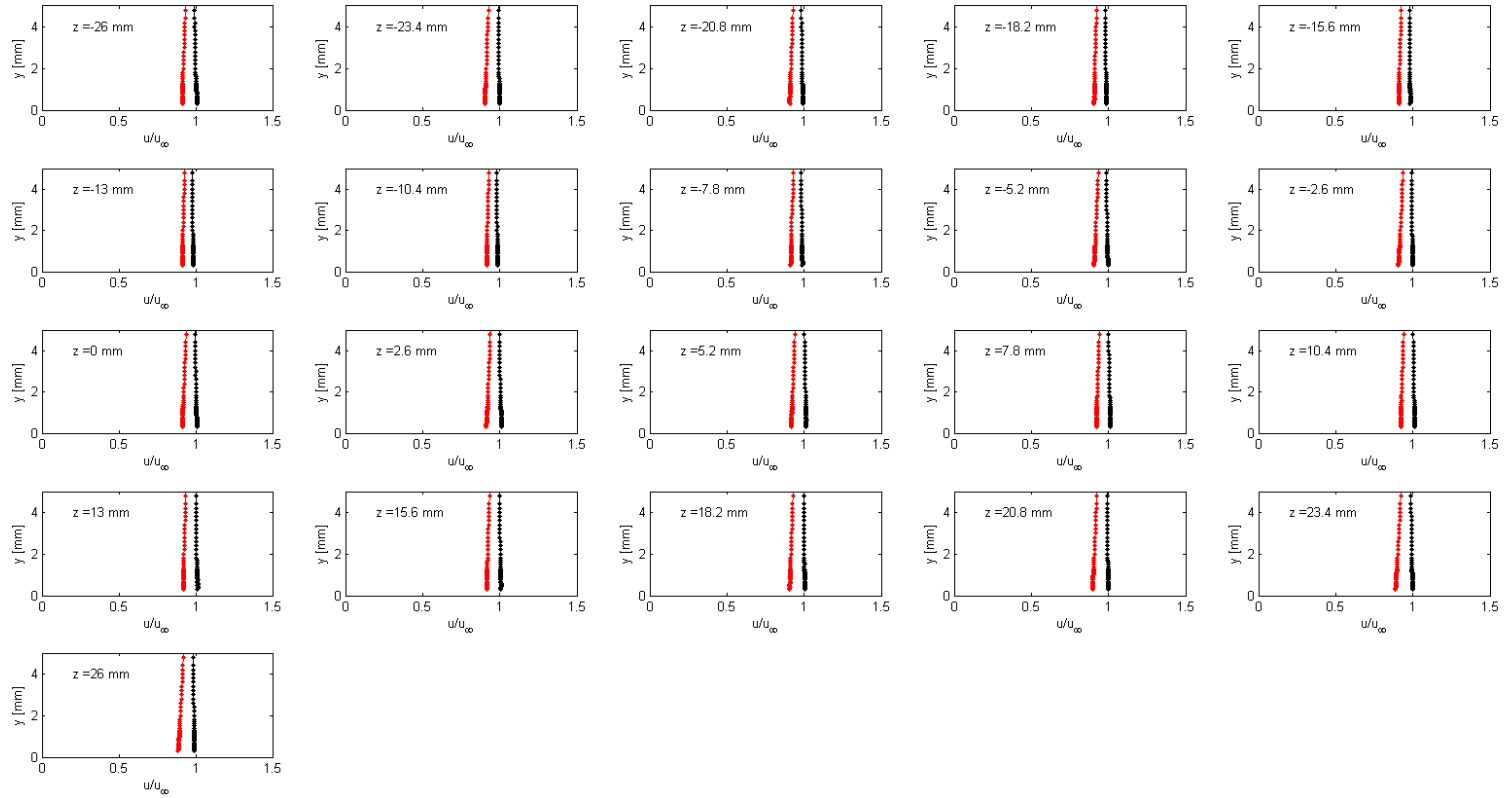 z =-26 mm
y [mm]
4
2
0
0 0.5 1 1.5
u/u∞
z =-23.4 mm
y [mm]
4
2
0
0 0.5 1 1.5
u/u∞
z =-20.8 mm
y [mm]
4
2
0
0 0.5 1 1.5
u/u∞
z =-18.2 mm
y [mm]
4
2
0
0 0.5 1 1.5
u/u∞
z =-15.6 mm
y [mm]
4
2
0
0 0.5 1 1.5
u/u∞
z =-13 mm
y [mm]
4
2
0
0 0.5 1 1.5
u/u∞
z =-10.4 mm
y [mm]
4
2
0
0 0.5 1 1.5
u/u∞
z =-7.8 mm
y [mm]
4
2
0
0 0.5 1 1.5
u/u∞
z =-5.2 mm
y [mm]
4
2
0
0 0.5 1 1.5
u/u∞
z =-2.6 mm
y [mm]
4
2
0
0 0.5 1 1.5
u/u∞
z =0 mm
y [mm]
4
2
0
0 0.5 1 1.5
u/u∞
z =2.6 mm
y [mm]
4
2
0
0 0.5 1 1.5
u/u∞
z =5.2 mm
y [mm]
4
2
0
0 0.5 1 1.5
u/u∞
z =7.8 mm
y [mm]
4
2
0
0 0.5 1 1.5
u/u∞
z =10.4 mm
y [mm]
4
2
0
0 0.5 1 1.5
u/u∞
z =13 mm
y [mm]
4
2
0
0 0.5 1 1.5
u/u∞
z =15.6 mm
y [mm]
4
2
0
0 0.5 1 1.5
u/u∞
z =18.2 mm
y [mm]
4
2
0
0 0.5 1 1.5
u/u∞
z =20.8 mm
y [mm]
4
2
0
0 0.5 1 1.5
u/u∞
z =23.4 mm
y [mm]
4
2
0
0 0.5 1 1.5
u/u∞
z =26 mm
y [mm]
4
2
0
0 0.5 1 1.5
u/u∞